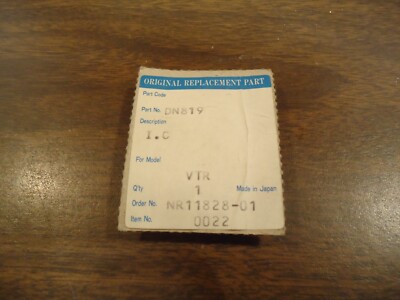 ORIGINAL REPLACEMENT PART
Part Code
Part No. DN819
Description
I.C
For Model
VTR
Q'ty 1 Made in Japan
Order No. NR11828-01
Item No. 0022